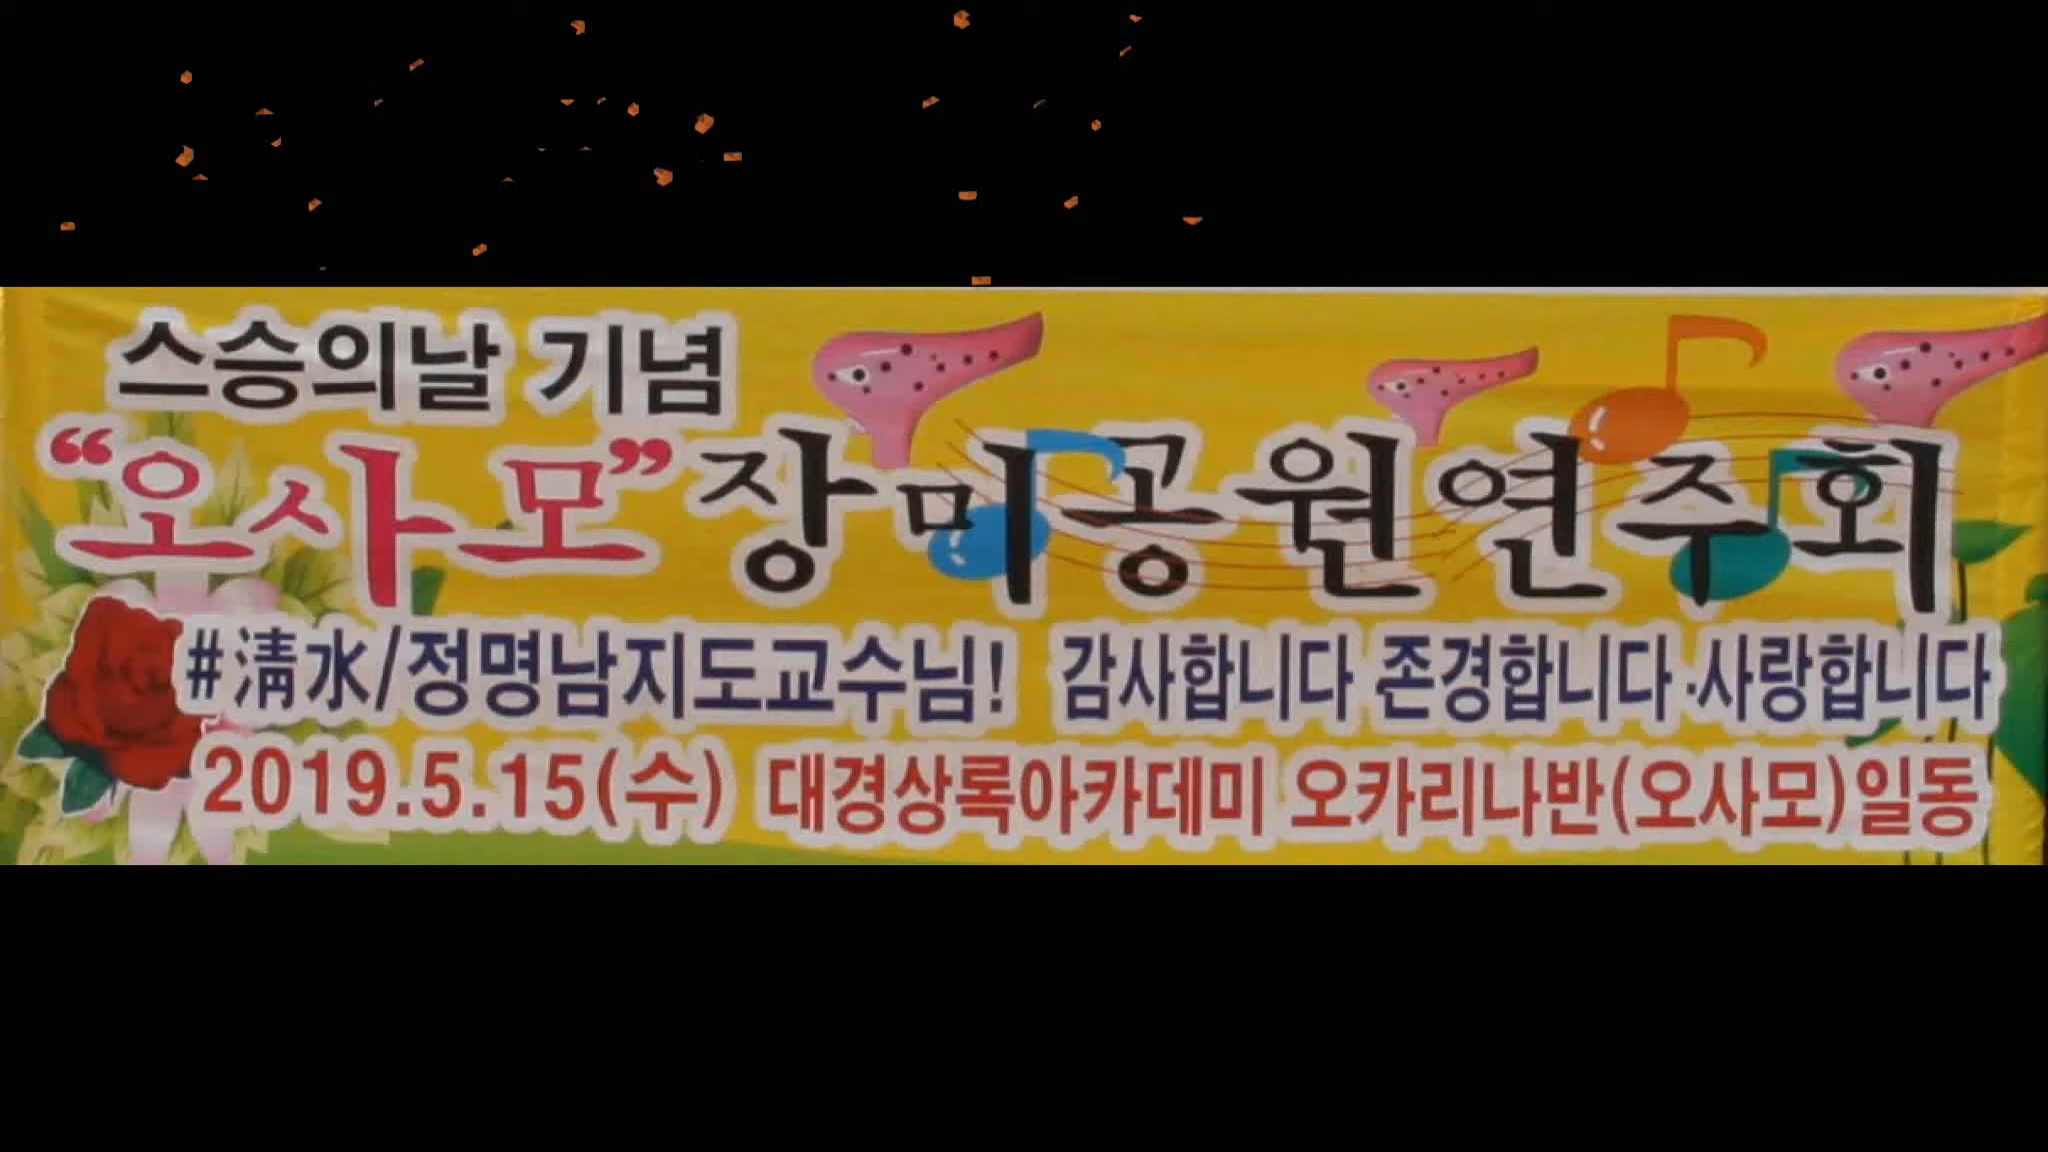 스승의날 기념
“오사모”장미공원연주회
#淸水/정명남지도교수님! 감사합니다 존경합니다·사랑합니다
2019.5.15(수) 대경상록아카데미 오카리나반(오사모)일동